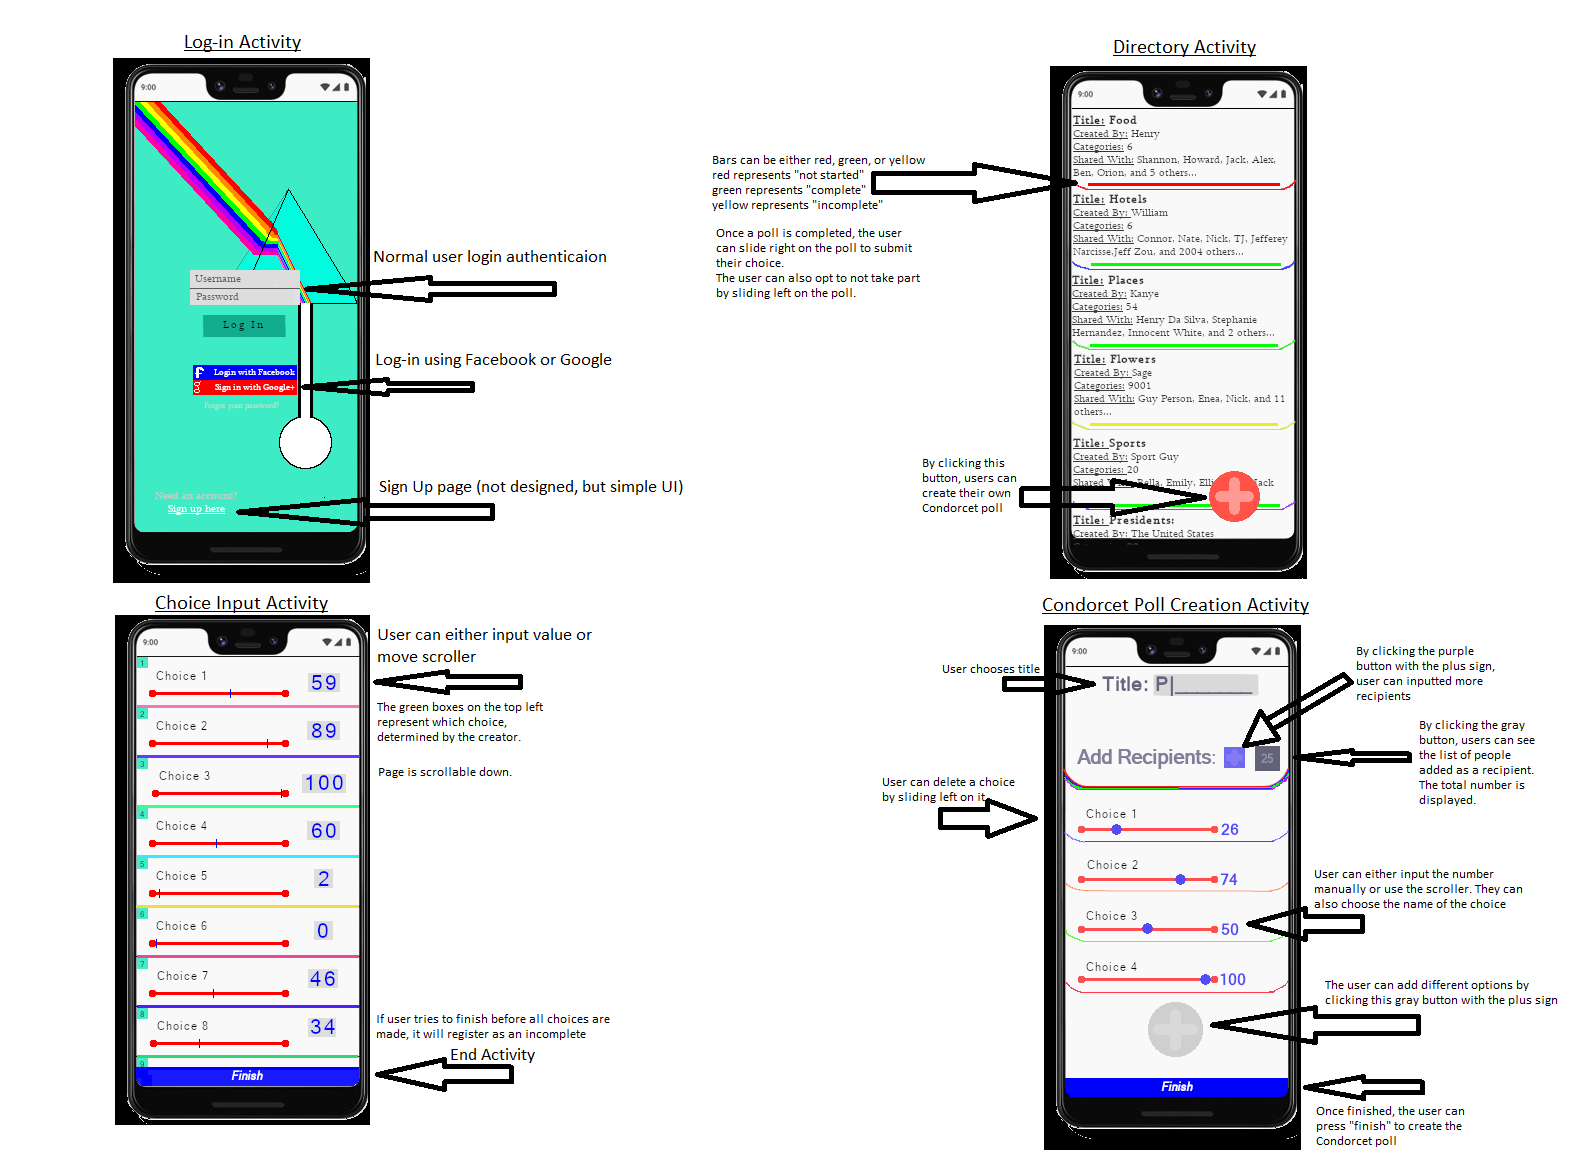 Log-in Activity
9:00
Username
Password
Log In
f Login with Facebook
g Sign in with Google+
Forgot your password?
Need an account?
Sign up here
Normal user login authenticaion
Log-in using Facebook or Google
Sign Up page (not designed, but simple UI)
Directory Activity
9:00
Title: Food
Created By: Henry
Categories: 6
Shared With: Shannon, Howard, Jack, Alex,
Ben, Orion, and 5 others...
Title: Hotels
Created By: William
Categories: 6
Shared With: Connor, Nate, Nick, TJ, Jefferey
Narcisse,Jeff Zou, and 2004 others...
Title: Places
Created By: Kanye
Categories: 54
Shared With: Henry Da Silva, Stephanie
Hernandez, Innocent White, and 2 others...
Title: Flowers
Created By: Sage
Categories: 9001
Shared With: Guy Person, Enea, Nick, and 11
others...
Title: Sports
Created By: Sport Guy
Categories: 20
Bella, Emily, Jack
Title: Presidents:
Created By: The United States
Bars can be either red, green, or yellow
red represents "not started"
green represents "complete"
yellow represents "incomplete"
Once a poll is completed, the user
can slide right on the poll to submit
their choice.
The user can also opt to not take part
by sliding left on the poll.
By clicking this
button, users can
create their own
Condorcet poll
Choice Input Activity
9:00
1
Choice 1
59
2
Choice 2
89
3
Choice 3
100
4
Choice 4
60
5
Choice 5
2
6
Choice 6
0
7
Choice 7
46
8
Choice 8
34
9
Finish
User can either input value or
move scroller
The green boxes on the top left
represent which choice,
determined by the creator.
Page is scrollable down.
If user tries to finish before all choices are
made, it will register as an incomplete
End Activity
Condorcet Poll Creation Activity
9:00
Title: P|_______
Add Recipients: 25
Choice 1
26
Choice 2
74
Choice 3
50
Choice 4
100
Finish
User chooses title
User can delete a choice
by sliding left on it
By clicking the purple
button with the plus sign,
user can inputted more
recipients
By clicking the gray
button, users can see
the list of people
added as a recipient.
The total number is
displayed.
User can either input the number
manually or use the scroller. They can
also choose the name of the choice
The user can add different options by
clicking this gray button with the plus sign
Once finished, the user can
press "finish" to create the
Condorcet poll